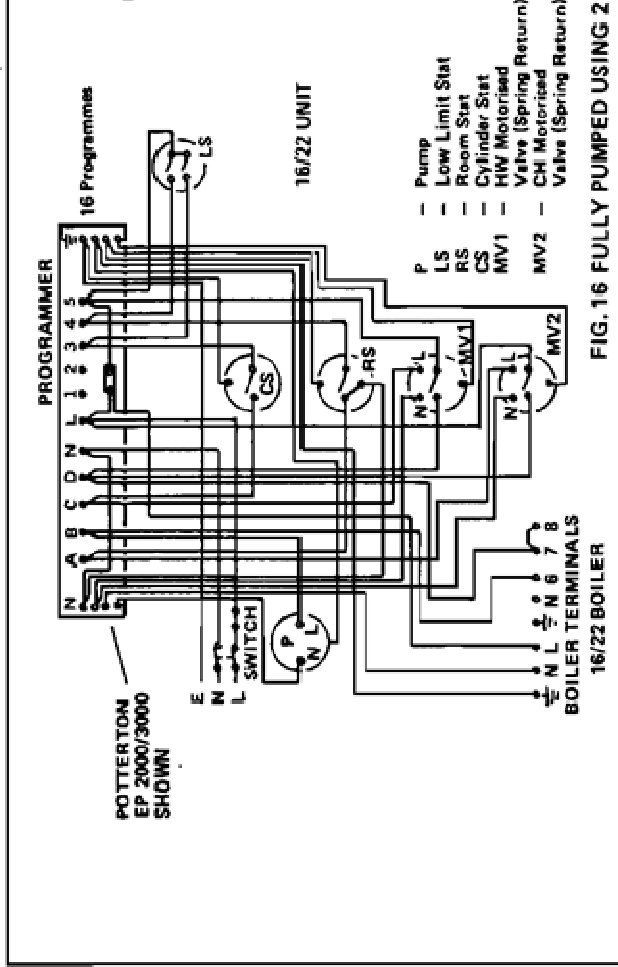 PROGRAMMER
16 Programmes
N A B C D N L 1 2 3 4 5
POTTERTON
EP 2000/3000
SHOWN
LS
E
N
L
SWITCH
P
N L
CS
RS
N L
MV1
N L
MV2
16/22 UNIT
P – Pump
LS – Low Limit Stat
RS – Room Stat
CS – Cylinder Stat
MV1 – HW Motorised
Valve (Spring Return)
MV2 – CH Motorised
Valve (Spring Return)
N L N 6 7 8
BOILER TERMINALS
16/22 BOILER
FIG. 16 FULLY PUMPED USING 2